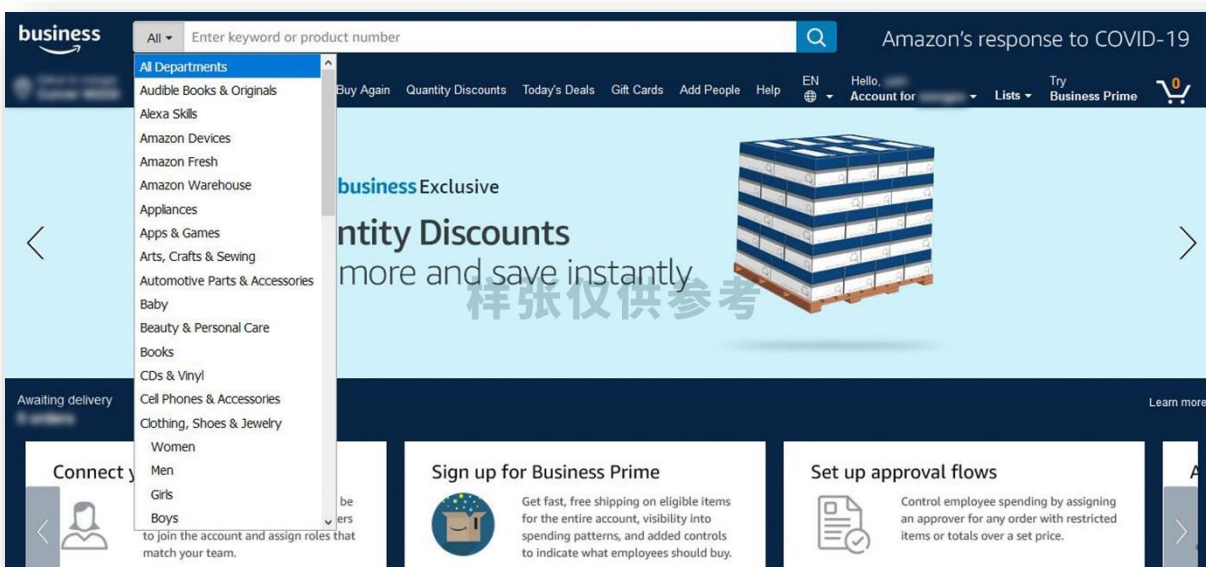 business
All
Enter keyword or product number
Amazon's response to COVID-19
Buy Again
Quantity Discounts
Today's Deals
Gift Cards
Add People
Help
EN
Hello,
Account for
Lists
Try
Business Prime
0
All Departments
Audible Books & Originals
Alexa Skills
Amazon Devices
Amazon Fresh
Amazon Warehouse
Appliances
Apps & Games
Arts, Crafts & Sewing
Automotive Parts & Accessories
Baby
Beauty & Personal Care
Books
CDs & Vinyl
Cell Phones & Accessories
Clothing, Shoes & Jewelry
Women
Men
Girls
Boys
business Exclusive
ntity Discounts
more and save instantly
样张仅供参考
Awaiting delivery
Learn more
Connect y
be
ers
to join the account and assign roles that
match your team.
Sign up for Business Prime
Get fast, free shipping on eligible items
for the entire account, visibility into
spending patterns, and added controls
to indicate what employees should buy.
Set up approval flows
Control employee spending by assigning
an approver for any order with restricted
items or totals over a set price.
A